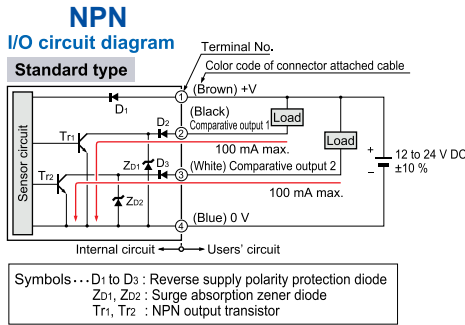 NPN
I/O circuit diagram
Standard type
Terminal No.
Color code of connector attached cable
(Brown) +V
1
D1
(Black)
Comparative output 1
D2
2
Load
Tr1
100 mA max.
Load
Sensor circuit
ZD1
D3
3
(White) Comparative output 2
Tr2
100 mA max.
+
12 to 24 V DC
−
±10 %
ZD2
(Blue) 0 V
4
Internal circuit
Users' circuit
Symbols ··· D1 to D3 : Reverse supply polarity protection diode
ZD1, ZD2 : Surge absorption zener diode
Tr1, Tr2 : NPN output transistor